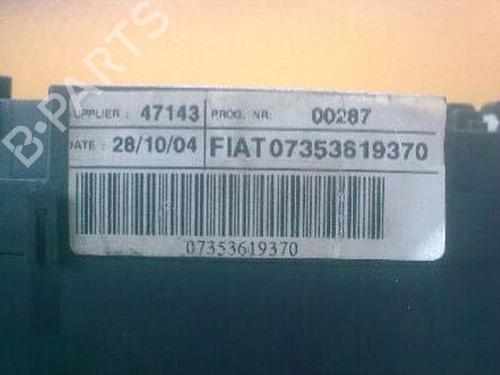 B-PARTS
UPPLIER : 47143 PROG. NR: 00287
DATE : 28/10/04 FIAT 07353619370
07353619370